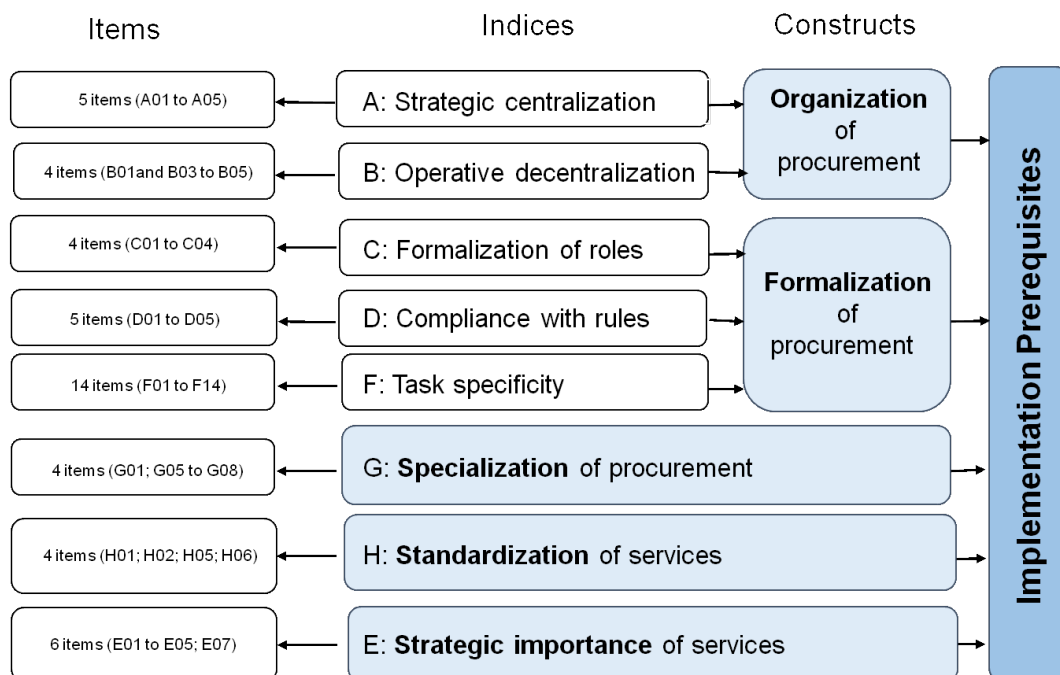 Items
Indices
Constructs
5 items (A01 to A05)
A: Strategic centralization
Organization
of
procurement
4 items (B01and B03 to B05)
B: Operative decentralization
4 items (C01 to C04)
C: Formalization of roles
Formalization
of
procurement
5 items (D01 to D05)
D: Compliance with rules
14 items (F01 to F14)
F: Task specificity
4 items (G01; G05 to G08)
G: Specialization of procurement
4 items (H01; H02; H05; H06)
H: Standardization of services
6 items (E01 to E05; E07)
E: Strategic importance of services
Implementation Prerequisites